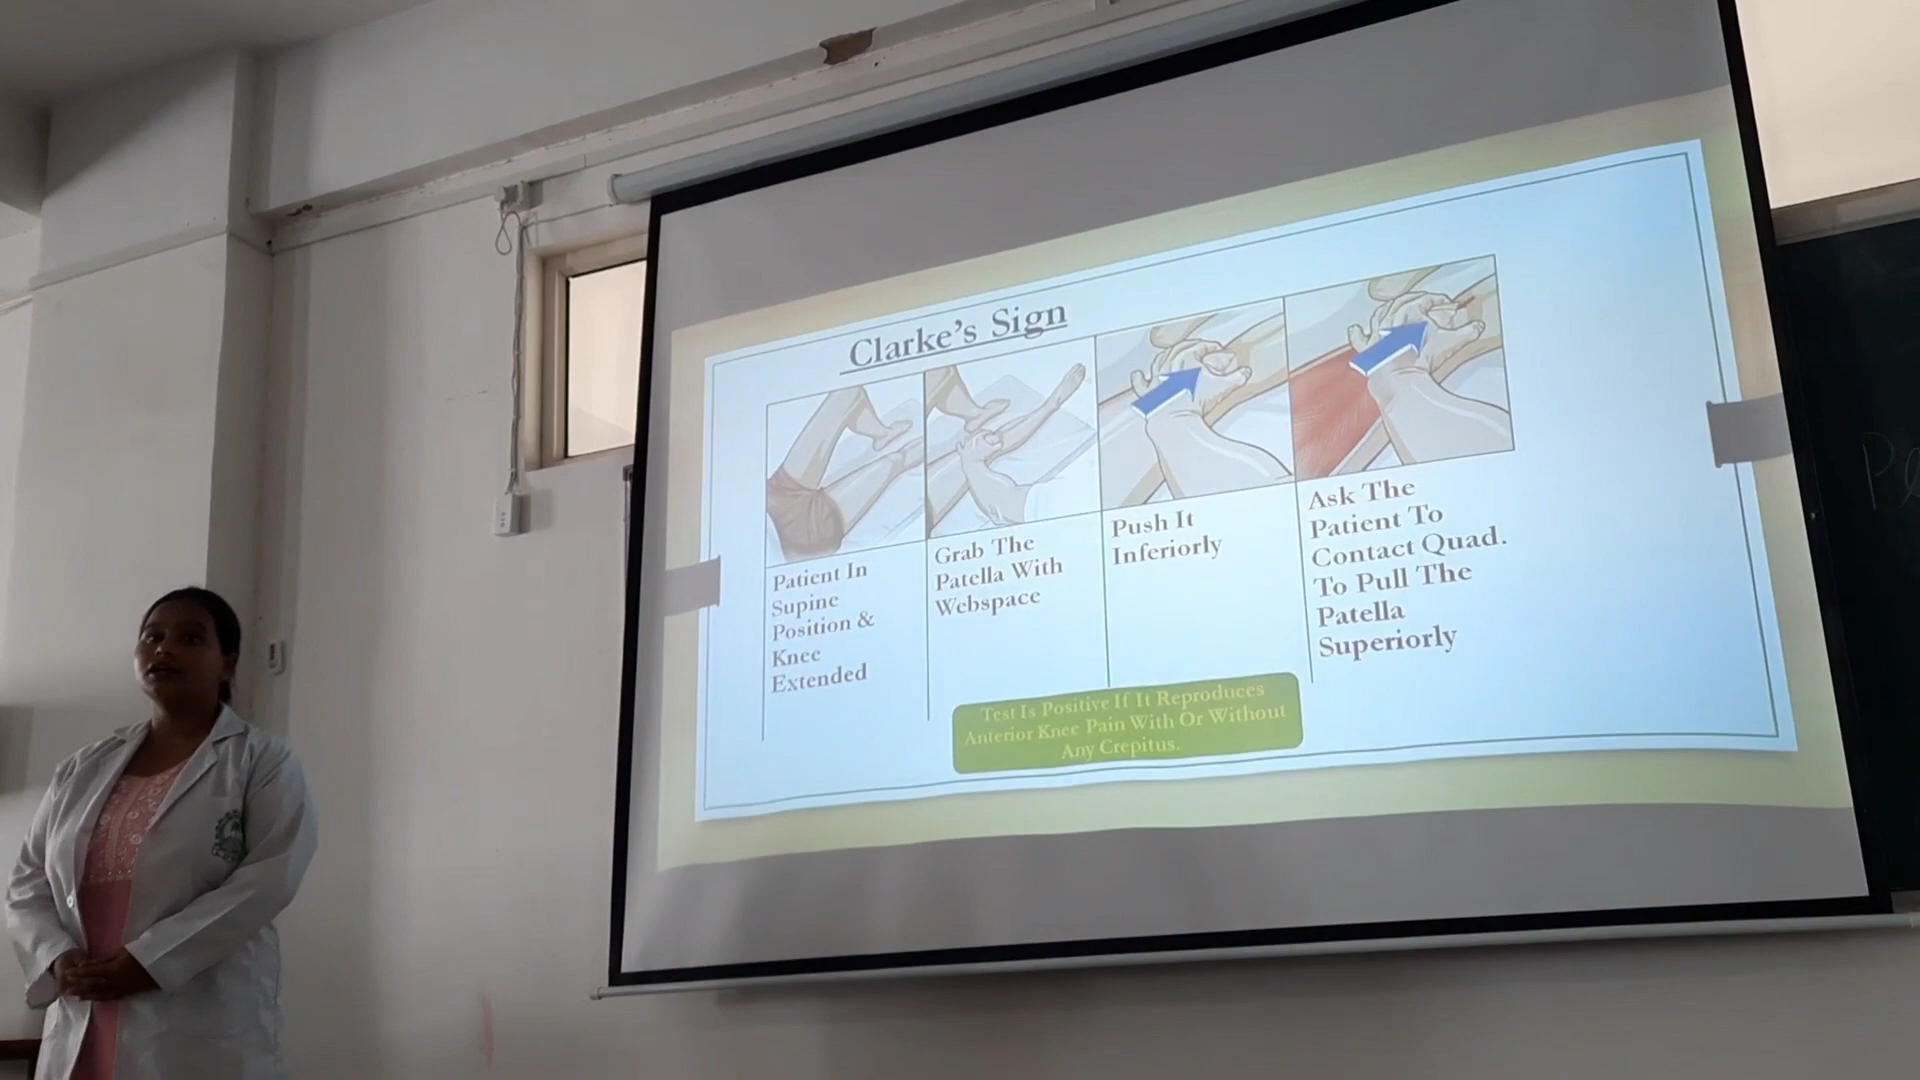 Clarke's Sign
Patient In
Supine
Position &
Knee
Extended
Grab The
Patella With
Webspace
Push It
Inferiorly
Ask The
Patient To
Contact Quad.
To Pull The
Patella
Superiorly
Test Is Positive If It Reproduces
Anterior Knee Pain With Or Without
Any Crepitus.